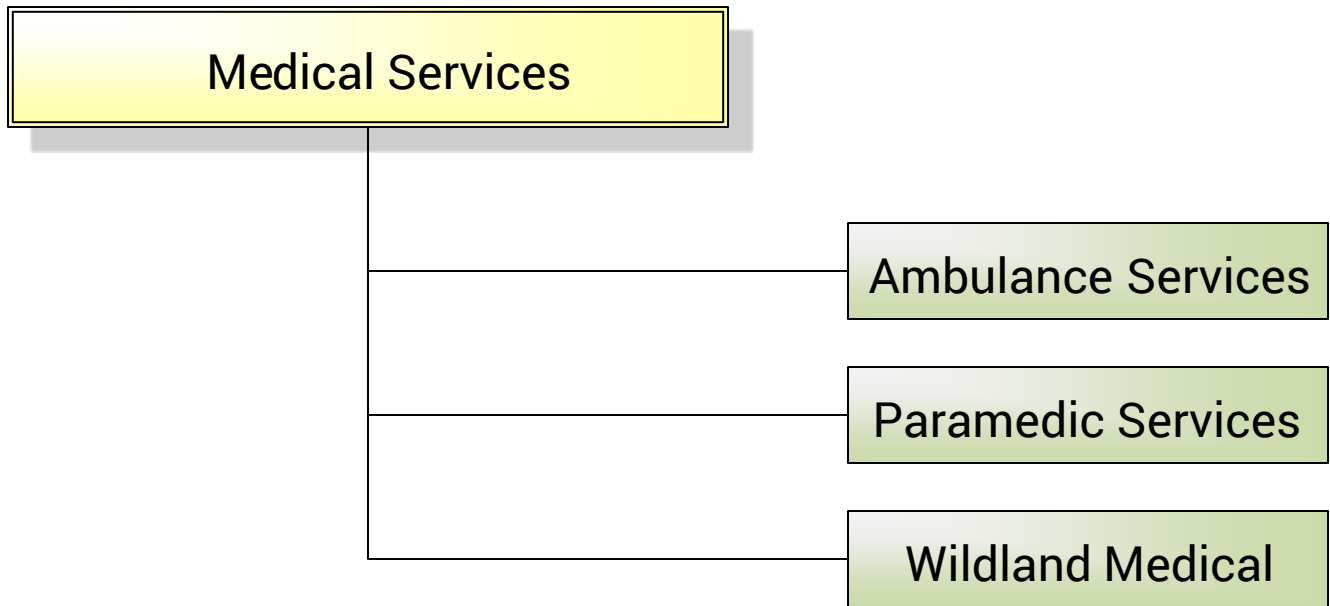 Medical Services
Ambulance Services
Paramedic Services
Wildland Medical